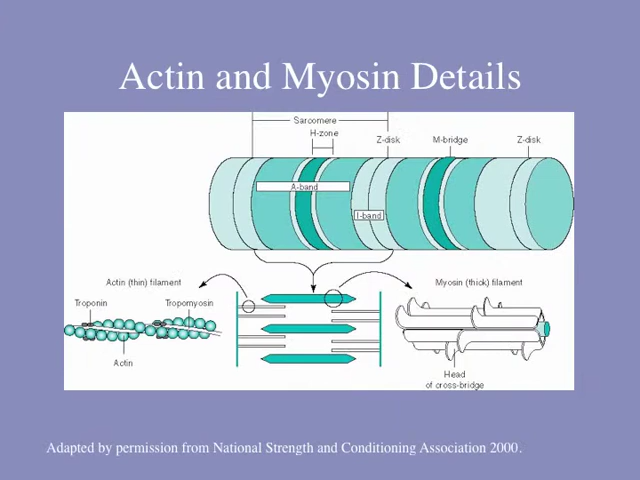 Actin and Myosin Details
Sarcomere
H-zone
Z-disk
M-bridge
Z-disk
A-band
I-band
Actin (thin) filament
Myosin (thick) filament
Troponin
Tropomyosin
Actin
Head
of cross-bridge
Adapted by permission from National Strength and Conditioning Association 2000.